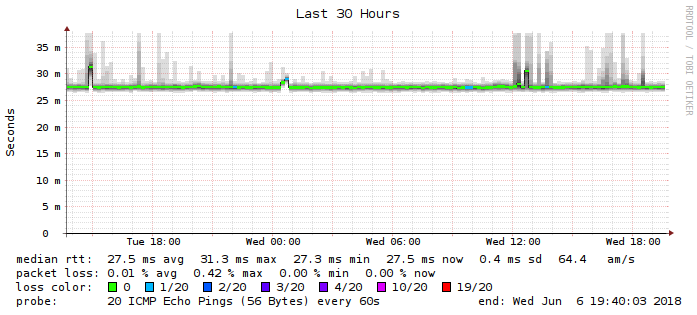 Last 30 Hours
RRDTOOL / TOBI OETIKER
Seconds
35 m
30 m
25 m
20 m
15 m
10 m
5 m
0
Tue 18:00 Wed 00:00 Wed 06:00 Wed 12:00 Wed 18:00
median rtt: 27.5 ms avg 31.3 ms max 27.3 ms min 27.5 ms now 0.4 ms sd 64.4 am/s
packet loss: 0.01 % avg 0.42 % max 0.00 % min 0.00 % now
loss color: 0 1/20 2/20 3/20 4/20 10/20 19/20
probe: 20 ICMP Echo Pings (56 Bytes) every 60s end: Wed Jun 6 19:40:03 2018